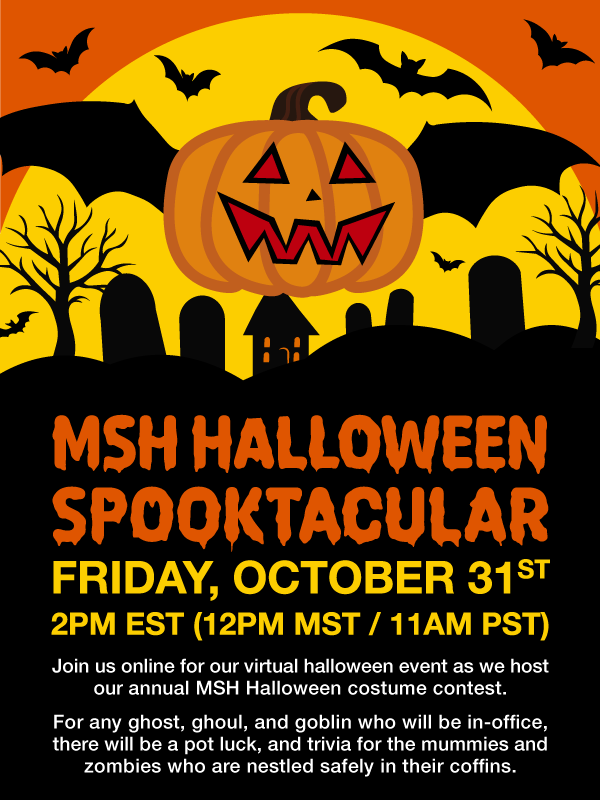 MSH HALLOWEEN
SPOOKTACULAR
FRIDAY, OCTOBER 31ST
2PM EST (12PM MST / 11AM PST)
Join us online for our virtual halloween event as we host
our annual MSH Halloween costume contest.
For any ghost, ghoul, and goblin who will be in-office,
there will be a pot luck, and trivia for the mummies and
zombies who are nestled safely in their coffins.